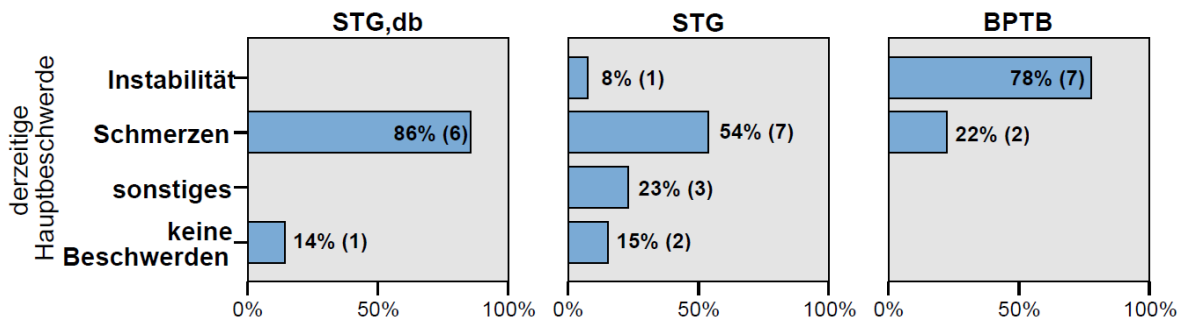 STG,db
STG
BPTB
derzeitige
Hauptbeschwerde
Instabilität
8% (1)
78% (7)
Schmerzen
86% (6)
54% (7)
22% (2)
sonstiges
23% (3)
keine
Beschwerden
14% (1)
15% (2)
0%
50%
100%
0%
50%
100%
0%
50%
100%